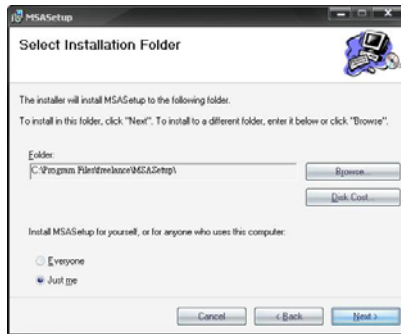 MSASetup
Select Installation Folder
The installer will install MSASetup to the following folder.
To install in this folder, click "Next". To install to a different folder, enter it below or click "Browse".
Folder:
C:\Program Files\freelance\MSASetup\
Browse...
Disk Cost...
Install MSASetup for yourself, or for anyone who uses this computer:
Everyone
Just me
Cancel
< Back
Next >